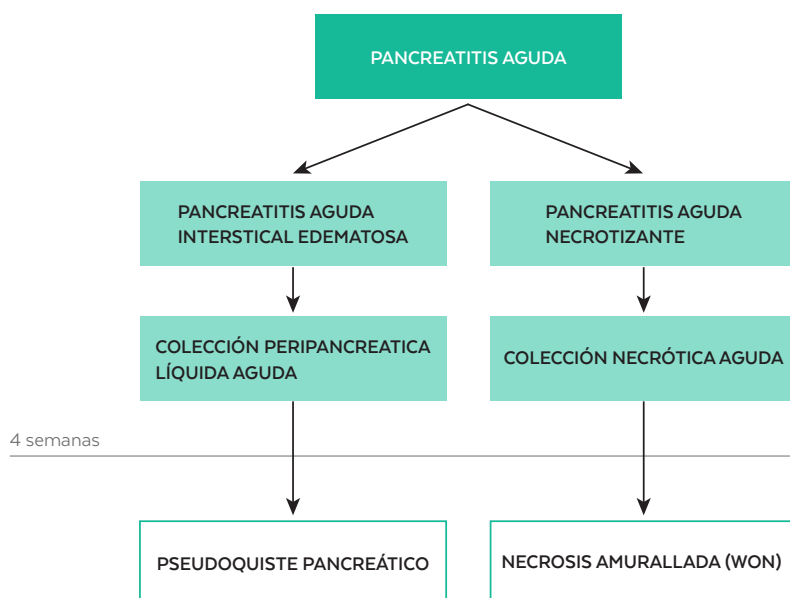 PANCREATITIS AGUDA
PANCREATITIS AGUDA
INTERSTICAL EDEMATOSA
PANCREATITIS AGUDA
NECROTIZANTE
COLECCIÓN PERIPANCREATICA
LÍQUIDA AGUDA
COLECCIÓN NECRÓTICA AGUDA
4 semanas
PSEUDOQUISTE PANCREÁTICO
NECROSIS AMURALLADA (WON)